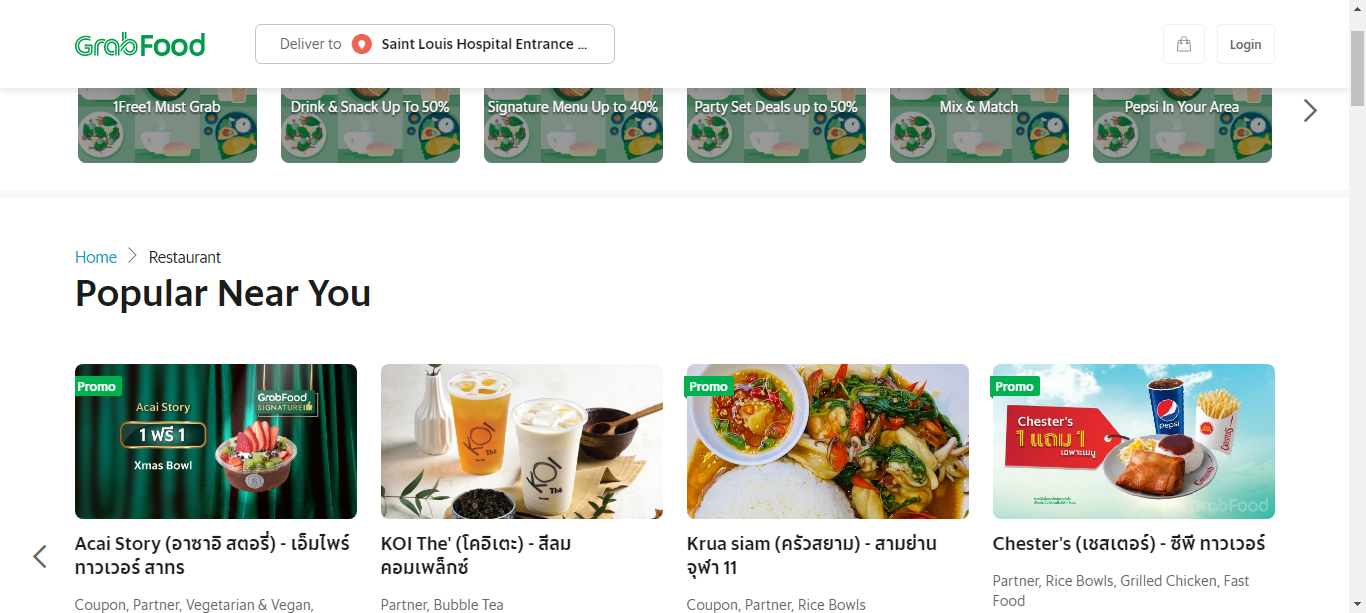 GrabFood
Deliver to Saint Louis Hospital Entrance ...
Login
1Free1 Must Grab
Drink & Snack Up To 50%
Signature Menu Up to 40%
Party Set Deals up to 50%
Mix & Match
Pepsi In Your Area
Home > Restaurant
Popular Near You
Promo
Acai Story
1 ฟรี 1
Xmas Bowl
GrabFood
SIGNATURE
KOI
Thé
KOI
Thé
Promo
Promo
Chester's
1 แถม 1
เฉพาะเมนู
pepsi
Chester's
GrabFood
Acai Story (อาซาอิ สตอรี่) - เอ็มไพร์
ทาวเวอร์ สาทร
Coupon, Partner, Vegetarian & Vegan,
KOI The' (โคอิเตะ) - สีลม
คอมเพล็กซ์
Partner, Bubble Tea
Krua siam (ครัวสยาม) - สามย่าน
จุฬา 11
Coupon, Partner, Rice Bowls
Chester's (เชสเตอร์) - ซีพี ทาวเวอร์
Partner, Rice Bowls, Grilled Chicken, Fast
Food